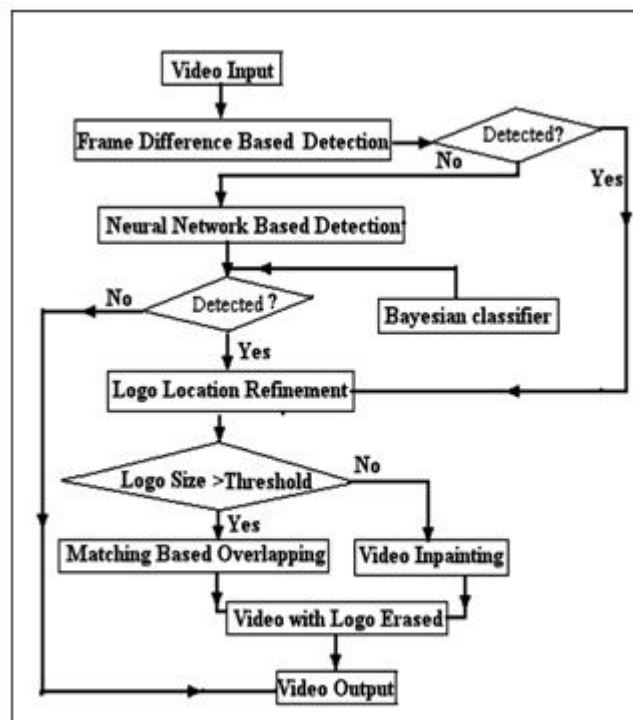 Video Input
Frame Difference Based Detection
Detected?
No
Yes
Neural Network Based Detection
No
Detected ?
Bayesian classifier
Yes
Logo Location Refinement
Logo Size >Threshold
No
Yes
Matching Based Overlapping
Video Inpainting
Video with Logo Erased
Video Output